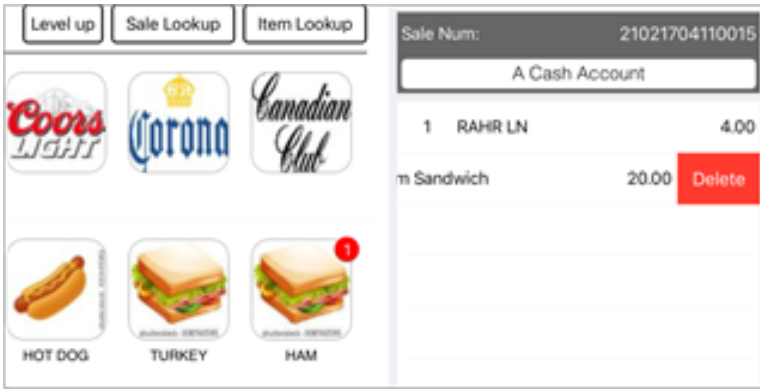 Level up
Sale Lookup
Item Lookup
Coors
LIGHT
Corona
Canadian
Club
1
HOT DOG
TURKEY
HAM
Sale Num: 21021704110015
A Cash Account
1 RAHR LN 4.00
m Sandwich 20.00 Delete